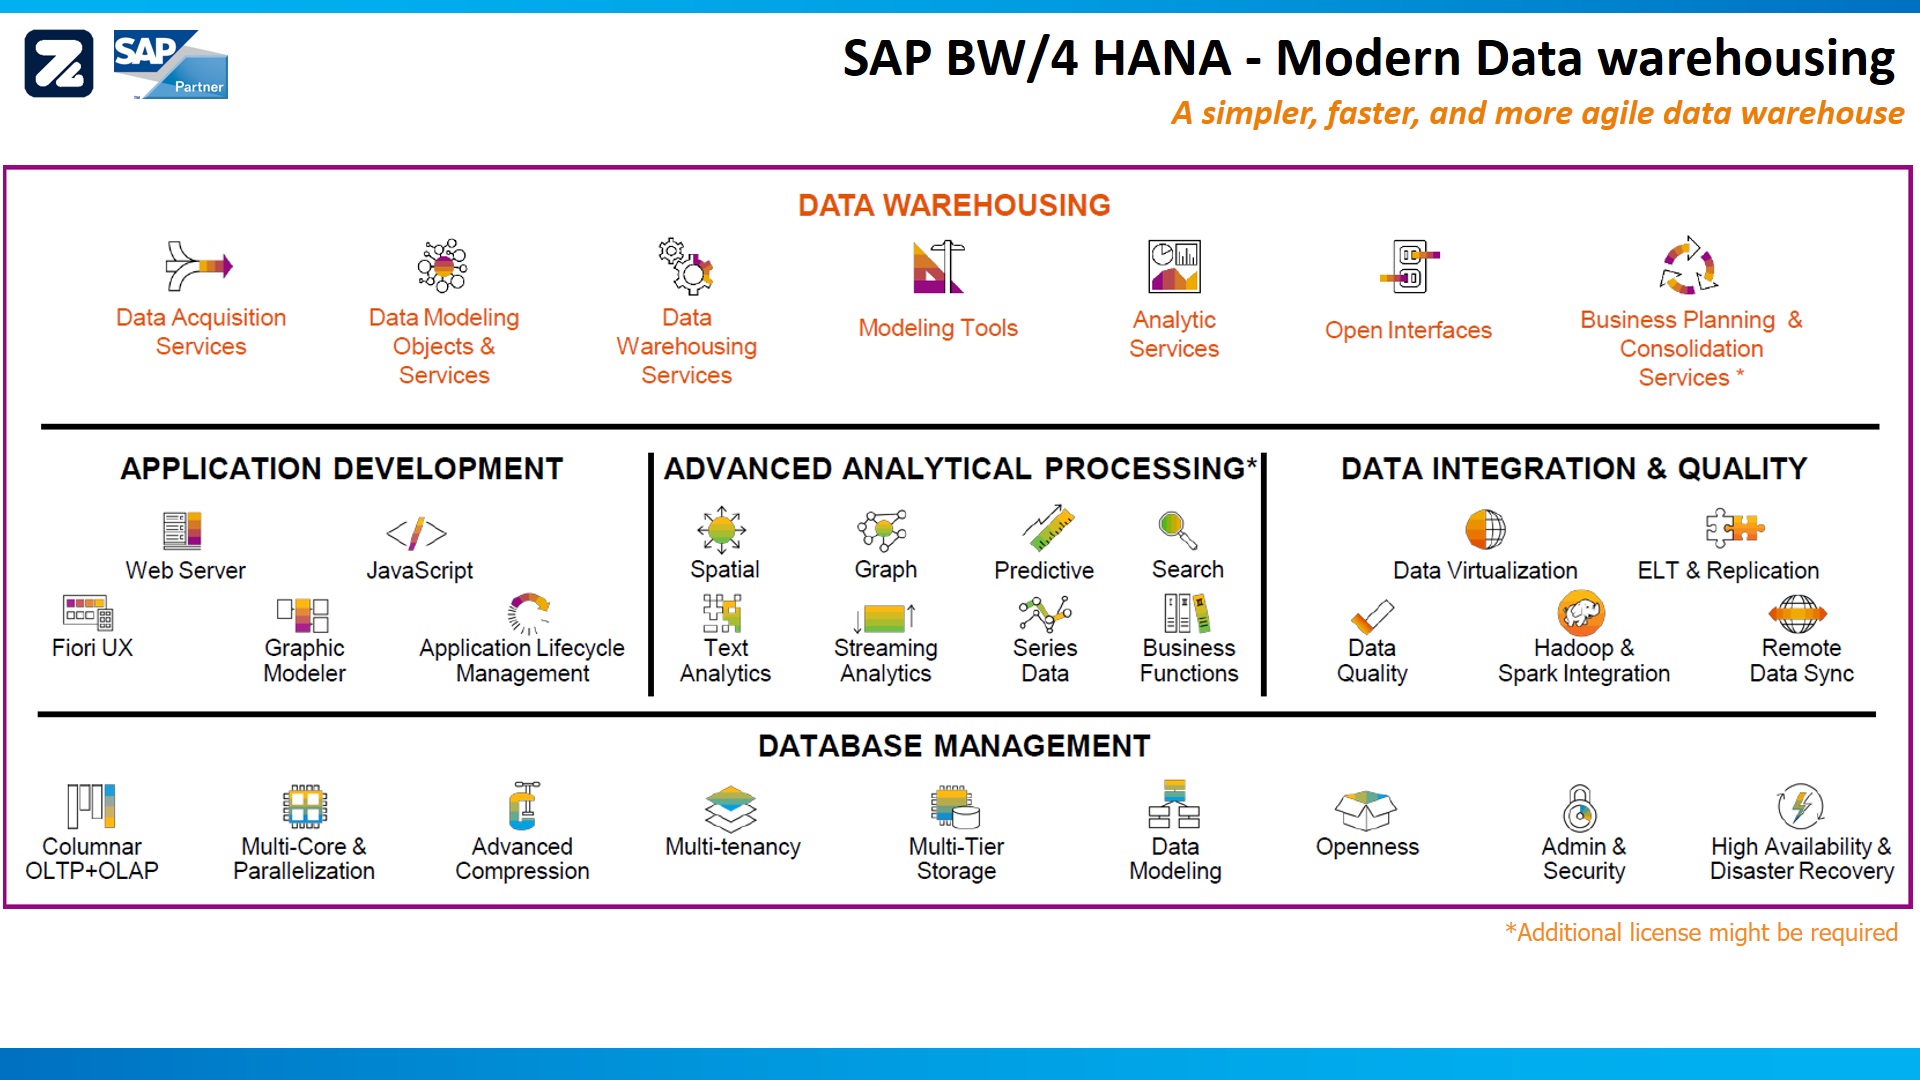 SAP
Partner
SAP BW/4 HANA - Modern Data warehousing
A simpler, faster, and more agile data warehouse
DATA WAREHOUSING
Data Acquisition
Services
Data Modeling
Objects &
Services
Data
Warehousing
Services
Modeling Tools
Analytic
Services
Open Interfaces
Business Planning &
Consolidation
Services *
APPLICATION DEVELOPMENT
Web Server
JavaScript
Fiori UX
Graphic
Modeler
Application Lifecycle
Management
ADVANCED ANALYTICAL PROCESSING*
Spatial
Graph
Predictive
Search
Text
Analytics
Streaming
Analytics
Series
Data
Business
Functions
DATA INTEGRATION & QUALITY
Data Virtualization
ELT & Replication
Data
Quality
Hadoop &
Spark Integration
Remote
Data Sync
DATABASE MANAGEMENT
Columnar
OLTP+OLAP
Multi-Core &
Parallelization
Advanced
Compression
Multi-tenancy
Multi-Tier
Storage
Data
Modeling
Openness
Admin &
Security
High Availability &
Disaster Recovery
*Additional license might be required